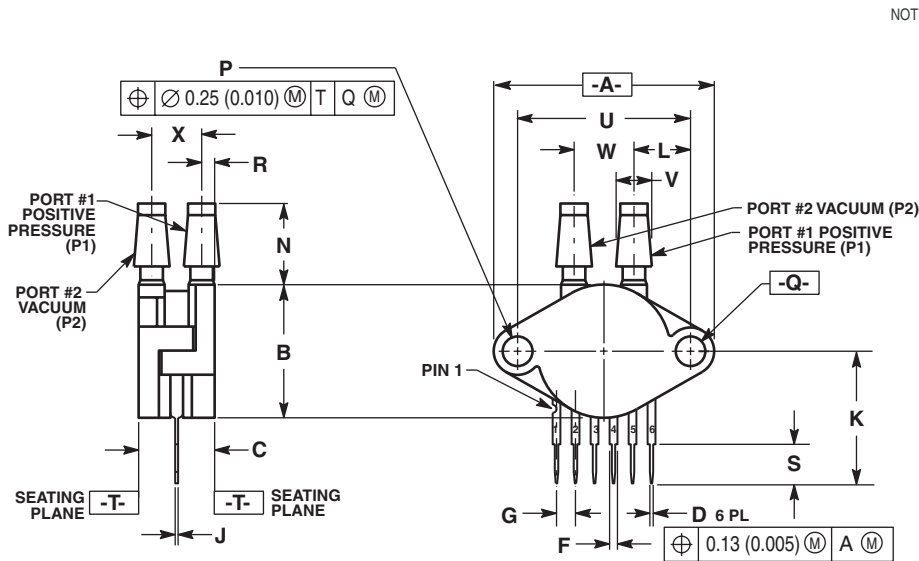 NOT
P
-A-
⌖ ∅ 0.25 (0.010) Ⓜ T Q Ⓜ
U
X
W
L
R
V
PORT #1
POSITIVE
PRESSURE
(P1)
PORT #2 VACUUM (P2)
PORT #1 POSITIVE
PRESSURE (P1)
N
PORT #2
VACUUM
(P2)
-Q-
B
PIN 1
K
1 2 3 4 5 6
C
S
SEATING
PLANE
-T-
-T-
SEATING
PLANE
J
G
D 6 PL
F
⌖ 0.13 (0.005) Ⓜ A Ⓜ